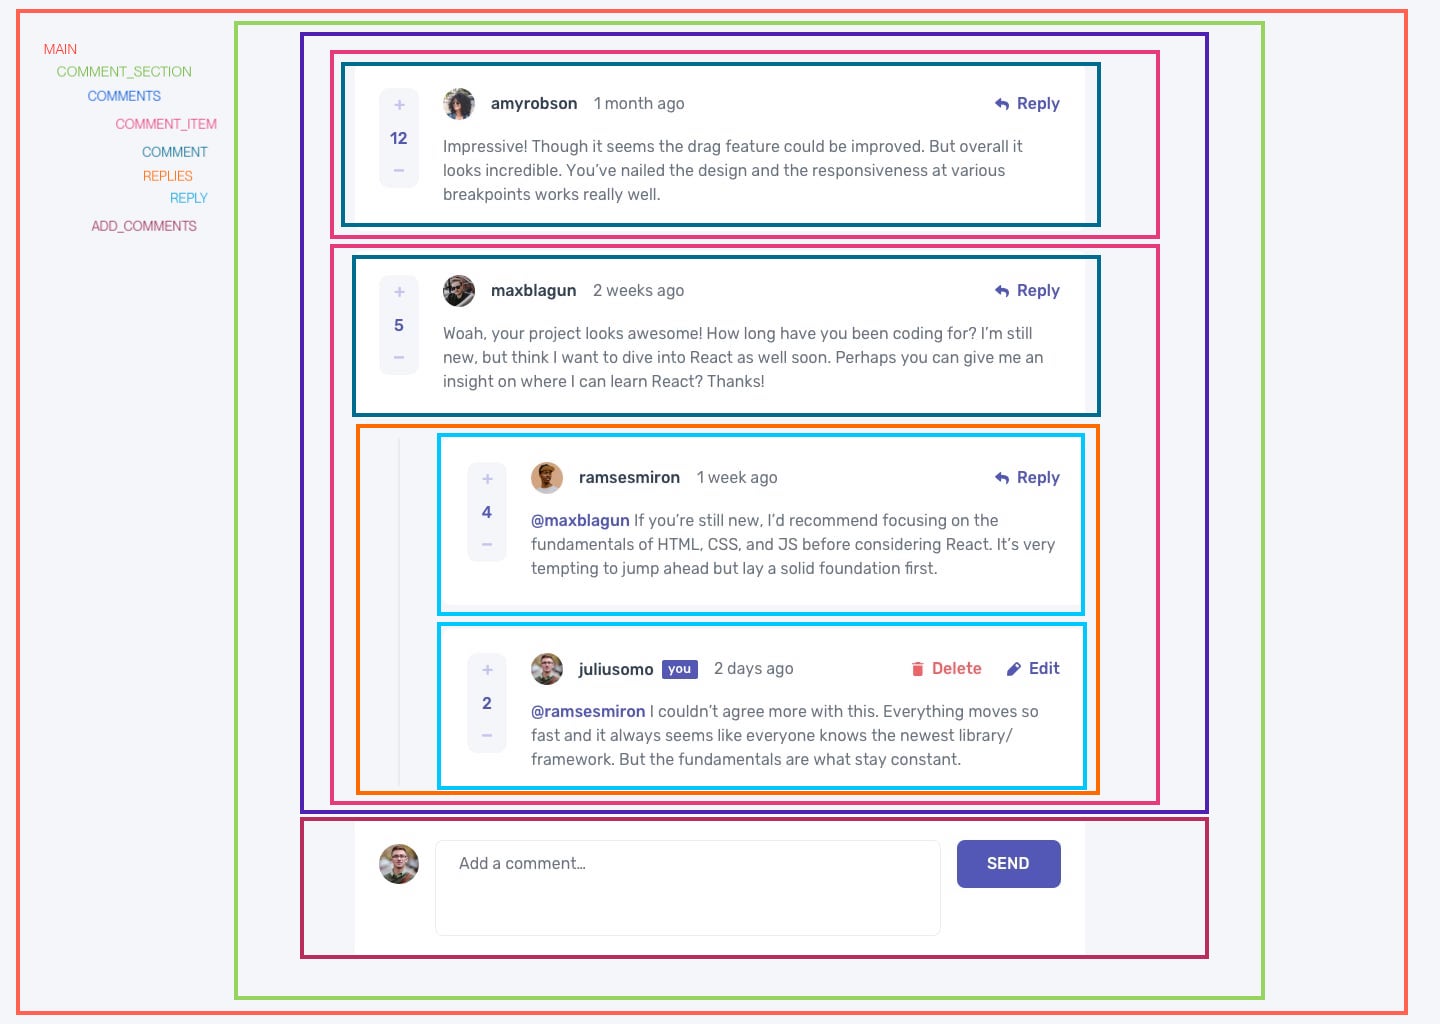 MAIN
COMMENT_SECTION
COMMENTS
COMMENT_ITEM
COMMENT
REPLIES
REPLY
ADD_COMMENTS
+
12
−
amyrobson 1 month ago Reply
Impressive! Though it seems the drag feature could be improved. But overall it
looks incredible. You’ve nailed the design and the responsiveness at various
breakpoints works really well.
+
5
−
maxblagun 2 weeks ago Reply
Woah, your project looks awesome! How long have you been coding for? I’m still
new, but think I want to dive into React as well soon. Perhaps you can give me an
insight on where I can learn React? Thanks!
+
4
−
ramsesmiron 1 week ago Reply
@maxblagun If you’re still new, I’d recommend focusing on the
fundamentals of HTML, CSS, and JS before considering React. It’s very
tempting to jump ahead but lay a solid foundation first.
+
2
−
juliusomo you 2 days ago Delete Edit
@ramsesmiron I couldn’t agree more with this. Everything moves so
fast and it always seems like everyone knows the newest library/
framework. But the fundamentals are what stay constant.
Add a comment…
SEND